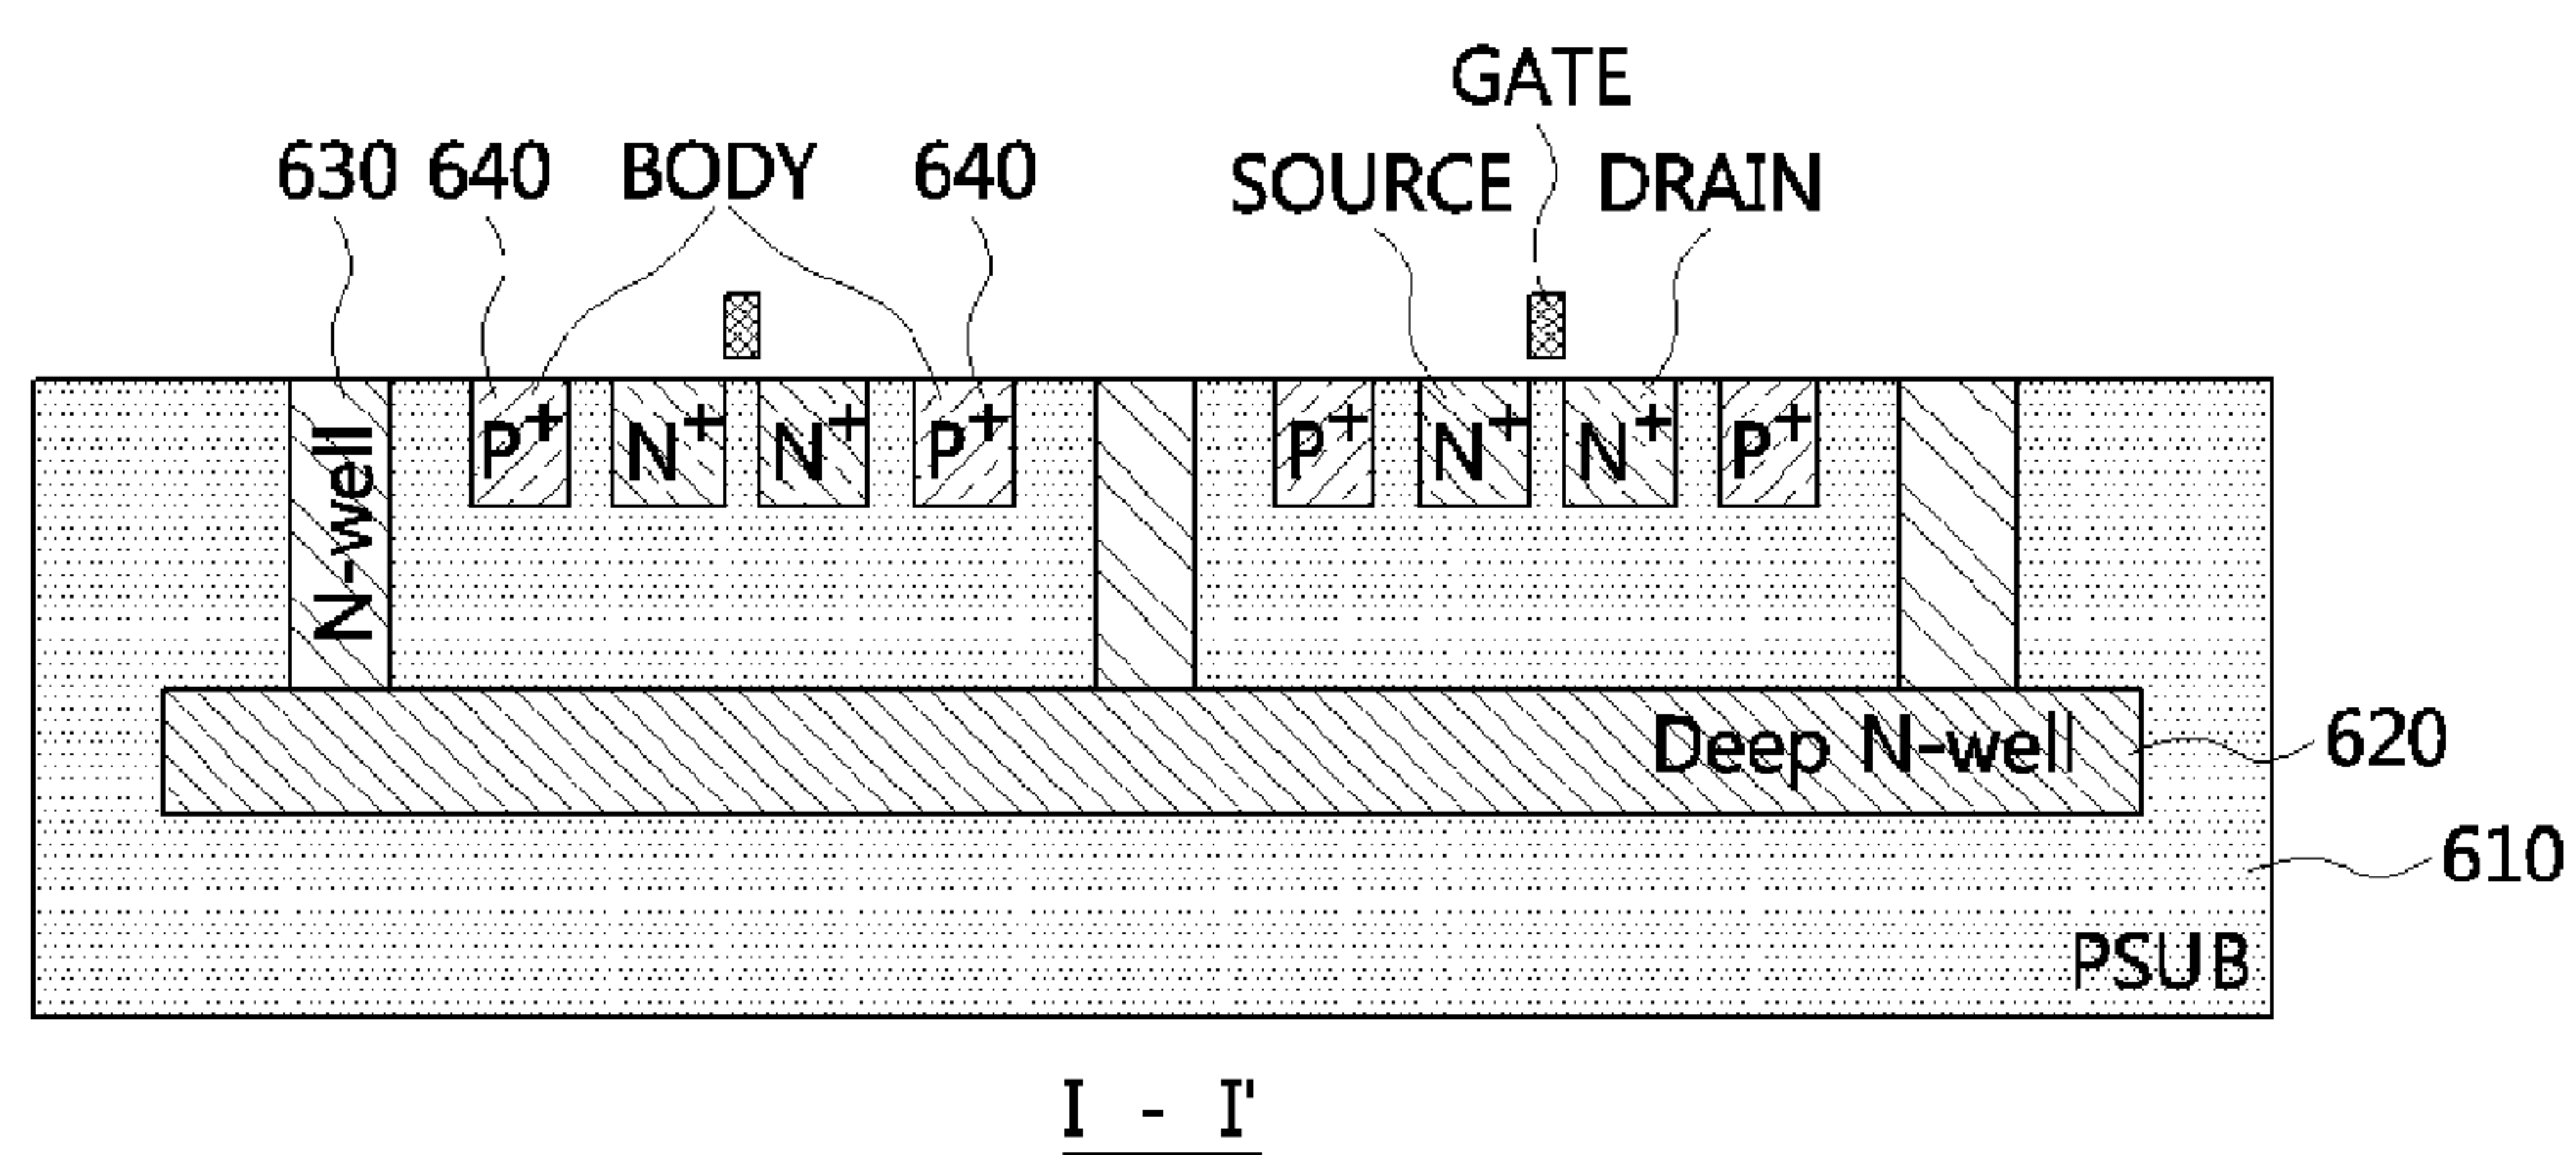 GATE
630 640 BODY 640 SOURCE DRAIN
N-well P+ N+ N+ P+ P+ N+ N+ P+
Deep N-well 620
610
PSUB
I - I'